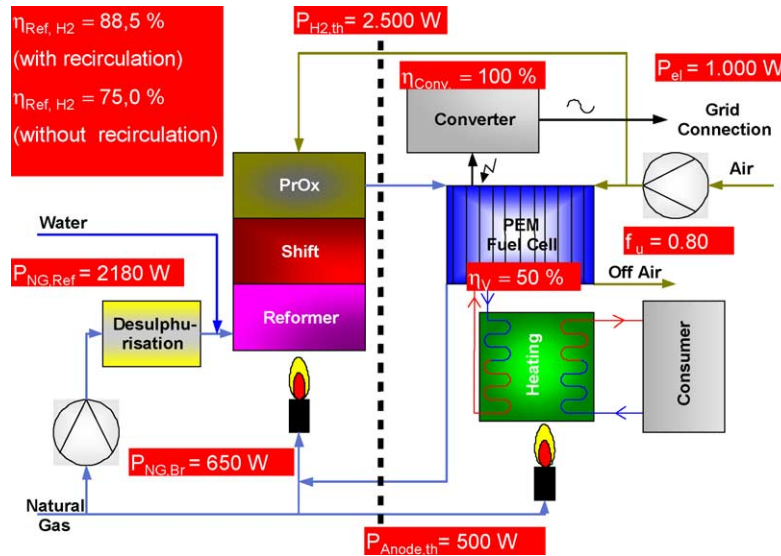 ηRef, H2 = 88,5 %
(with recirculation)
ηRef, H2 = 75,0 %
(without recirculation)
PH2,th = 2.500 W
ηConv. = 100 %
Pel = 1.000 W
Converter
Grid
Connection
PrOx
Air
Water
Shift
PEM
Fuel Cell
fu = 0.80
PNG,Ref = 2180 W
Off Air
ηV = 50 %
Desulphu-
risation
Reformer
Heating
Consumer
PNG,Br = 650 W
Natural
Gas
PAnode,th = 500 W